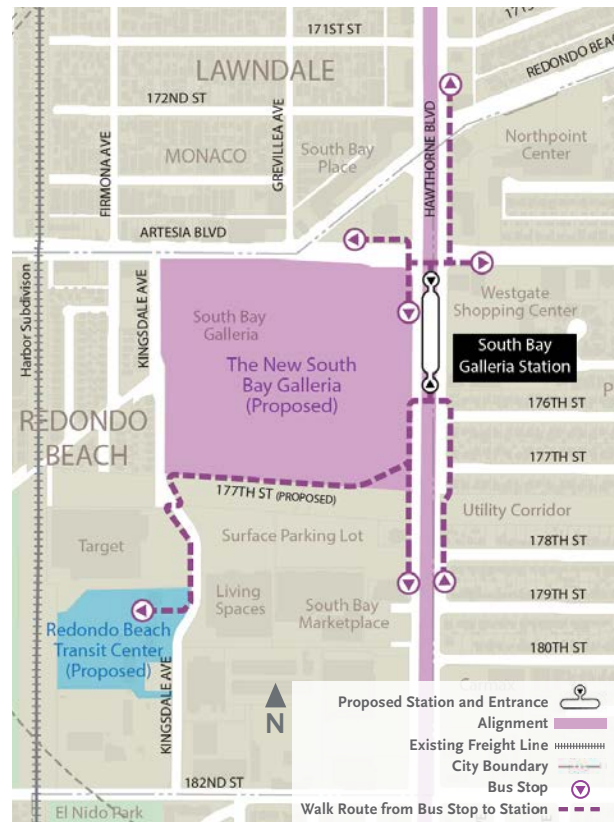 171ST ST
171ST
LAWNDALE
REDONDO BEA
172ND ST
FIRMONA AVE
GREVILLEA AVE
HAWTHORNE BLVD
MONACO
South Bay
Place
Northpoint
Center
ARTESIA BLVD
Harbor Subdivison
KINGSDALE AVE
South Bay
Galleria
Westgate
Shopping Center
The New South
Bay Galleria
(Proposed)
South Bay
Galleria Station
P
176TH ST
REDONDO
BEACH
177TH ST
177TH ST (PROPOSED)
Utility Corridor
Target
Surface Parking Lot
178TH ST
Living
Spaces
South Bay
Marketplace
179TH ST
Redondo Beach
Transit Center
(Proposed)
180TH ST
KINGSDALE AVE
N
182ND ST
El Nido Park
Proposed Station and Entrance
Alignment
Existing Freight Line
City Boundary
Bus Stop
Walk Route from Bus Stop to Station